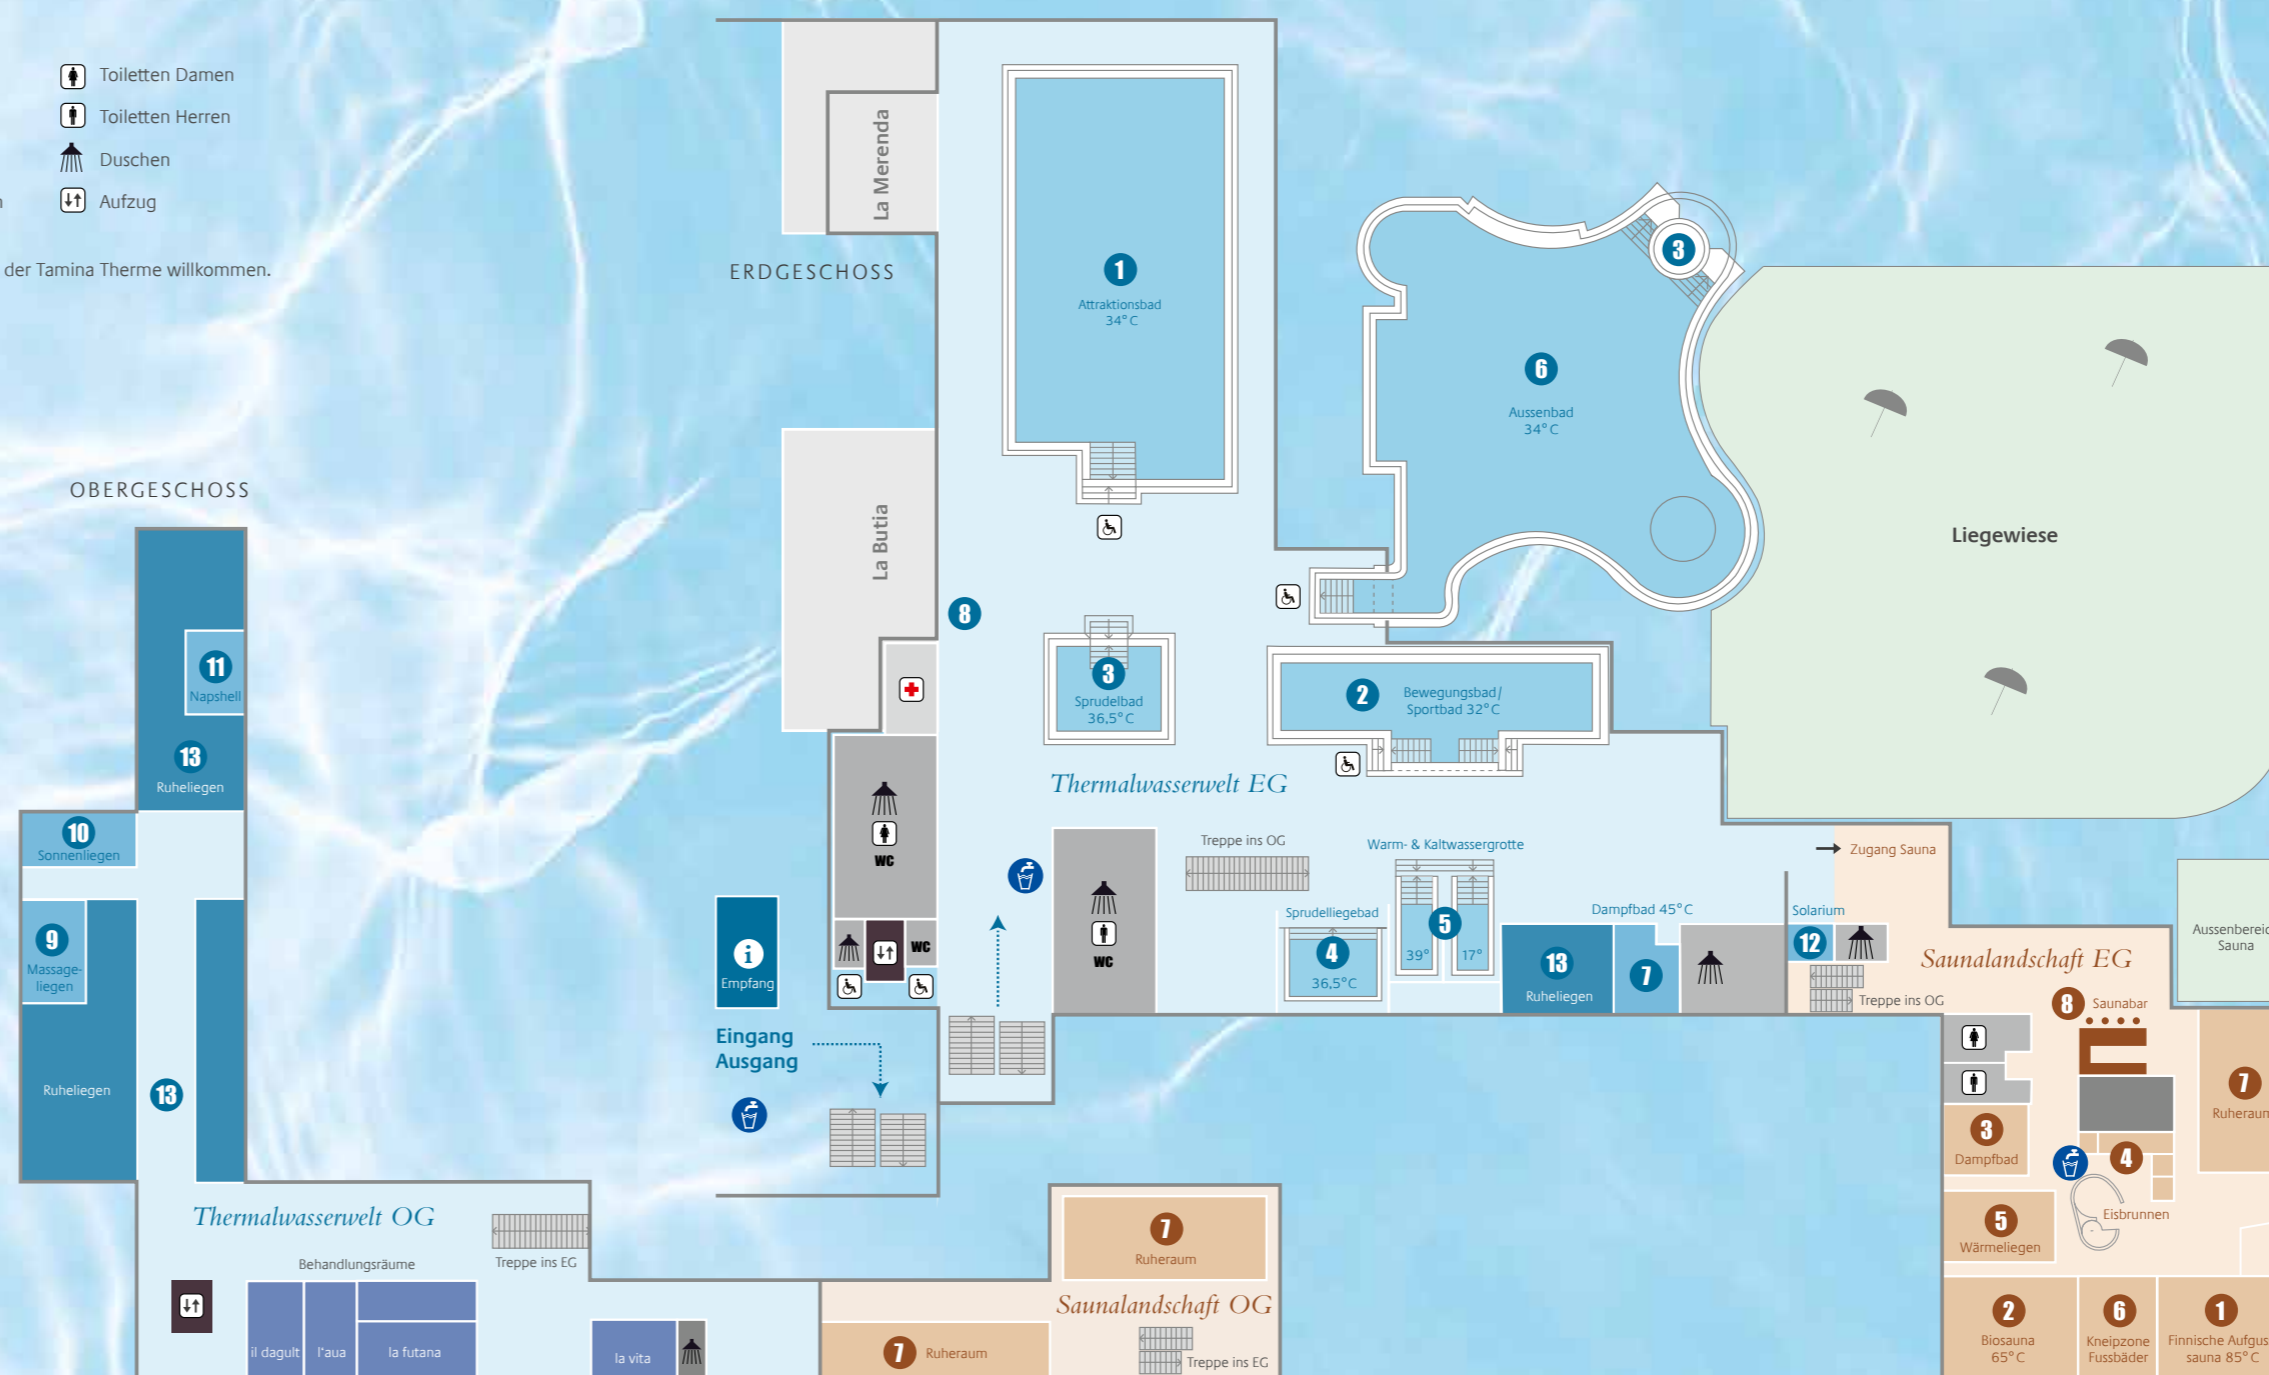 Toiletten Damen
Toiletten Herren
Duschen
Aufzug
der Tamina Therme willkommen.
ERDGESCHOSS
La Merenda
La Butia
1
Attraktionsbad
34° C
3
6
Aussenbad
34° C
Liegewiese
8
3
Sprudelbad
36,5° C
2
Bewegungsbad/
Sportbad 32° C
Thermalwasserwelt EG
WC
WC
WC
i
Empfang
Eingang
Ausgang
Treppe ins OG
Warm- & Kaltwassergrotte
Sprudelliegebad
4
36,5°C
5
39°
17°
13
Ruheliegen
Dampfbad 45° C
7
Solarium
12
Zugang Sauna
Treppe ins OG
Saunalandschaft EG
Aussenbereic
Sauna
8
Saunabar
7
Ruheraum
3
Dampfbad
4
Eisbrunnen
5
Wärmeliegen
2
Biosauna
65° C
6
Kneipzone
Fussbäder
1
Finnische Aufgus
sauna 85° C
OBERGESCHOSS
11
Napshell
13
Ruheliegen
10
Sonnenliegen
9
Massage-
liegen
Ruheliegen
13
Thermalwasserwelt OG
Treppe ins EG
Behandlungsräume
il dagult
l'aua
la futana
la vita
7
Ruheraum
Saunalandschaft OG
7
Ruheraum
Treppe ins EG